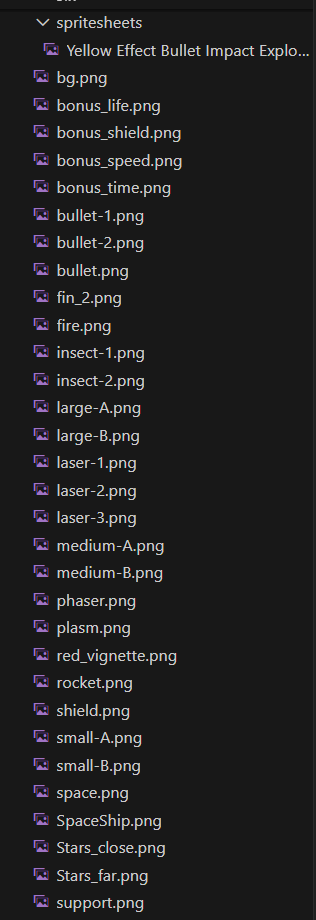 spritesheets
Yellow Effect Bullet Impact Explo...
bg.png
bonus_life.png
bonus_shield.png
bonus_speed.png
bonus_time.png
bullet-1.png
bullet-2.png
bullet.png
fin_2.png
fire.png
insect-1.png
insect-2.png
large-A.png
large-B.png
laser-1.png
laser-2.png
laser-3.png
medium-A.png
medium-B.png
phaser.png
plasm.png
red_vignette.png
rocket.png
shield.png
small-A.png
small-B.png
space.png
SpaceShip.png
Stars_close.png
Stars_far.png
support.png